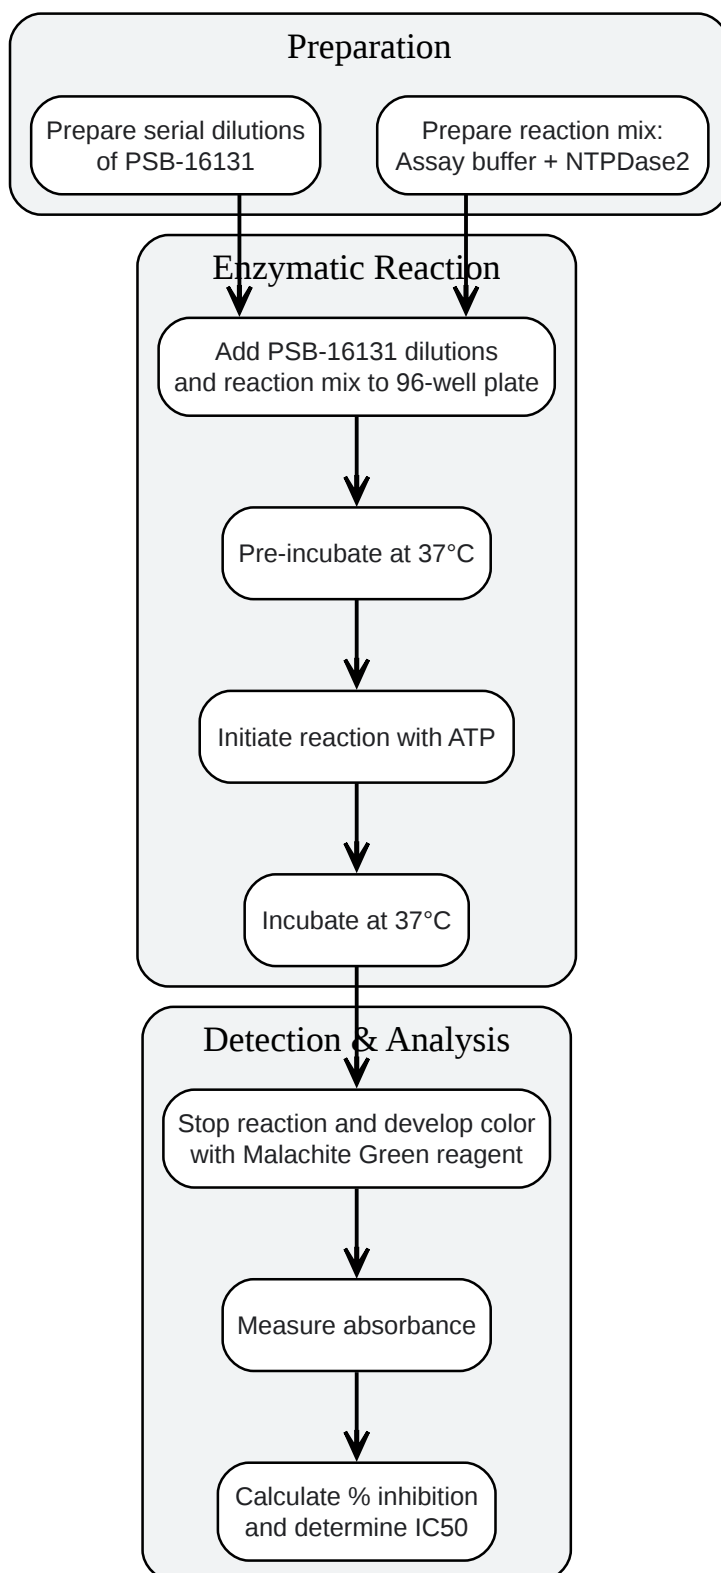 Preparation
Prepare serial dilutions
of PSB-16131
Prepare reaction mix:
Assay buffer + NTPDase2
Enzymatic Reaction
Add PSB-16131 dilutions
and reaction mix to 96-well plate
Pre-incubate at 37°C
Initiate reaction with ATP
Incubate at 37°C
Detection & Analysis
Stop reaction and develop color
with Malachite Green reagent
Measure absorbance
Calculate % inhibition
and determine IC50